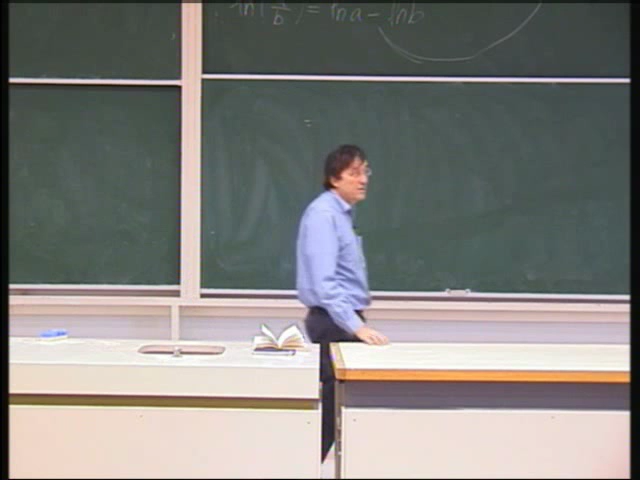 ln(a/b) = ln a - ln b